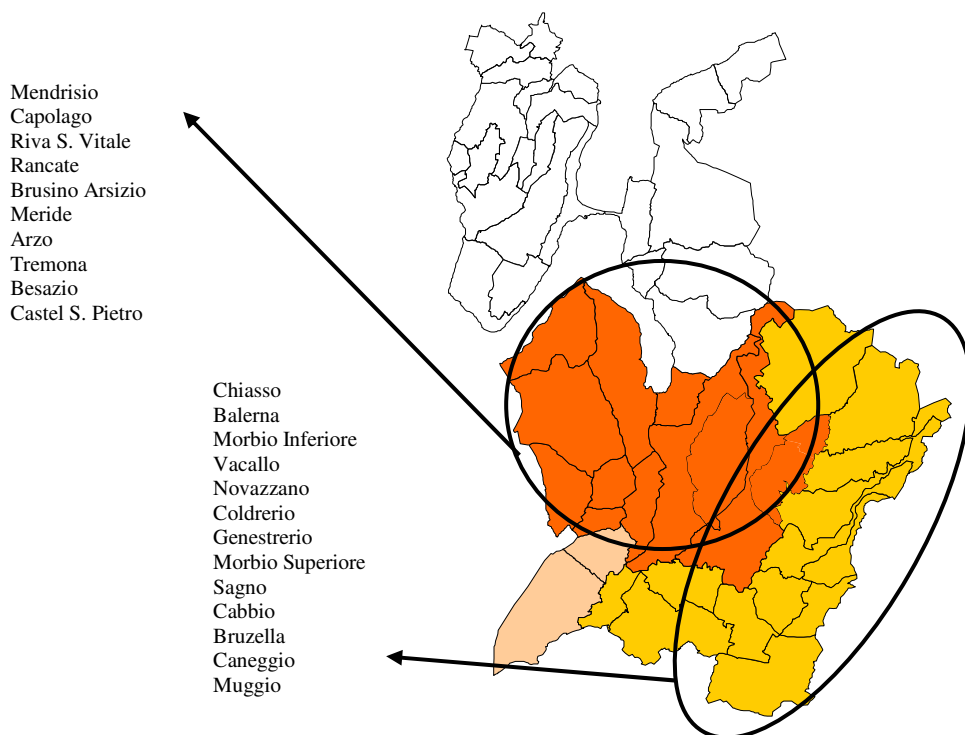 Mendrisio
Capolago
Riva S. Vitale
Rancate
Brusino Arsizio
Meride
Arzo
Tremona
Besazio
Castel S. Pietro
Chiasso
Balerna
Morbio Inferiore
Vacallo
Novazzano
Coldrerio
Genestrerio
Morbio Superiore
Sagno
Cabbio
Bruzella
Caneggio
Muggio